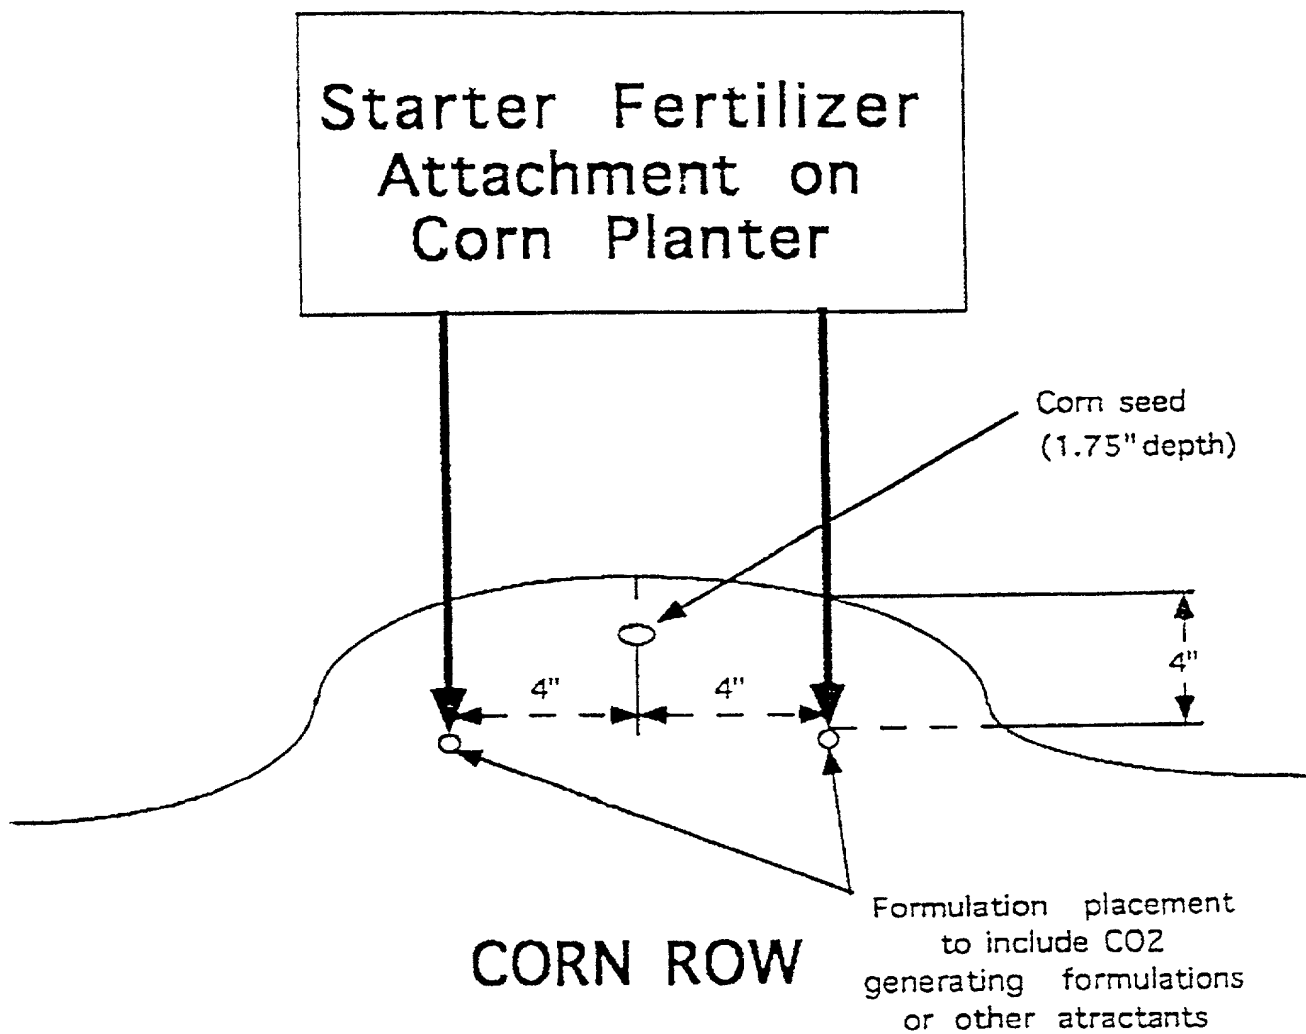 Starter Fertilizer
Attachment on
Corn Planter
Corn seed
(1.75" depth)
4"
4"
4"
Formulation placement
to include CO2
generating formulations
or other atractants
CORN ROW